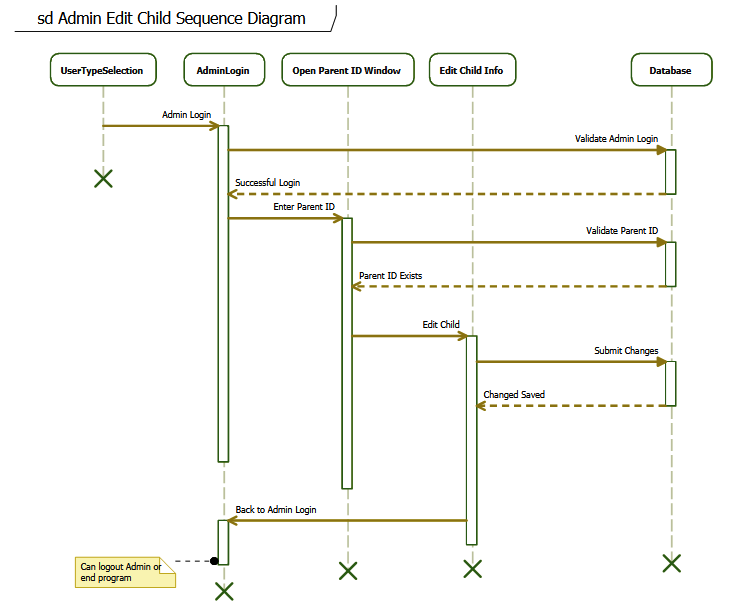 sd Admin Edit Child Sequence Diagram
UserTypeSelection
AdminLogin
Open Parent ID Window
Edit Child Info
Database
Admin Login
Validate Admin Login
Successful Login
Enter Parent ID
Validate Parent ID
Parent ID Exists
Edit Child
Submit Changes
Changed Saved
Back to Admin Login
Can logout Admin or
end program